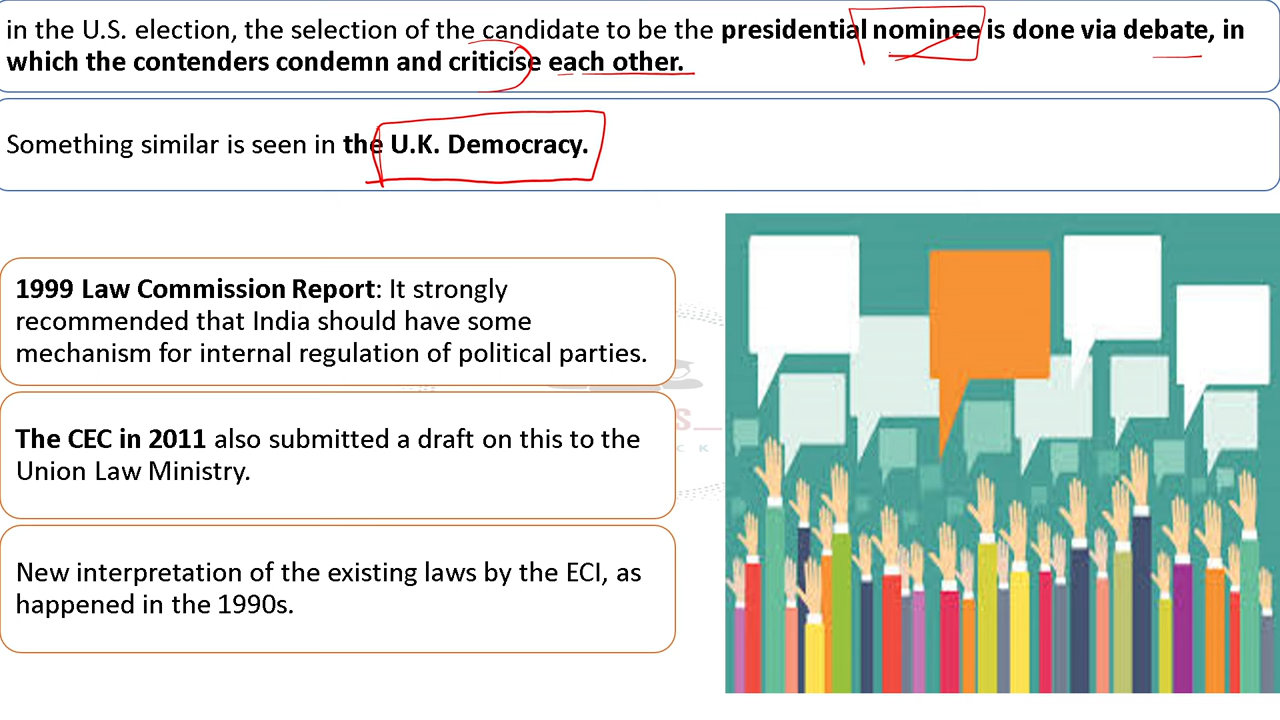 in the U.S. election, the selection of the candidate to be the presidential nominee is done via debate, in
which the contenders condemn and criticise each other.
Something similar is seen in the U.K. Democracy.
1999 Law Commission Report: It strongly
recommended that India should have some
mechanism for internal regulation of political parties.
The CEC in 2011 also submitted a draft on this to the
Union Law Ministry.
New interpretation of the existing laws by the ECI, as
happened in the 1990s.